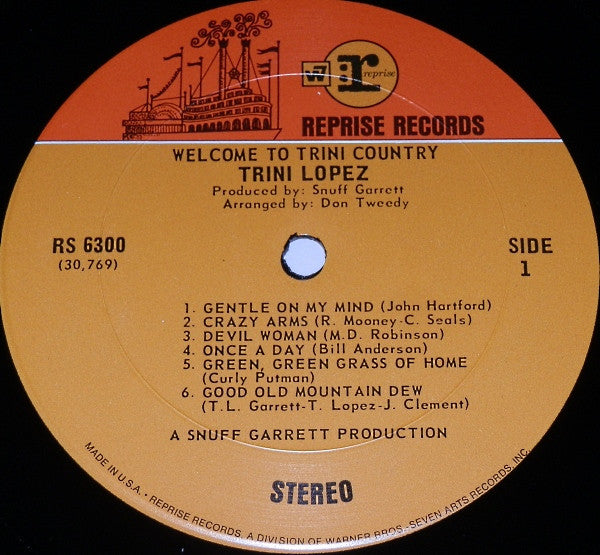 W7
r
reprise
REPRISE RECORDS
WELCOME TO TRINI COUNTRY
TRINI LOPEZ
Produced by: Snuff Garrett
Arranged by: Don Tweedy
RS 6300
(30,769)
SIDE
1
1. GENTLE ON MY MIND (John Hartford)
2. CRAZY ARMS (R. Mooney-C. Seals)
3. DEVIL WOMAN (M.D. Robinson)
4. ONCE A DAY (Bill Anderson)
5. GREEN, GREEN GRASS OF HOME
(Curly Putman)
6. GOOD OLD MOUNTAIN DEW
(T.L. Garrett-T. Lopez-J. Clement)
A SNUFF GARRETT PRODUCTION
STEREO
MADE IN U.S.A. • REPRISE RECORDS, A DIVISION OF WARNER BROS.-SEVEN ARTS RECORDS, INC.